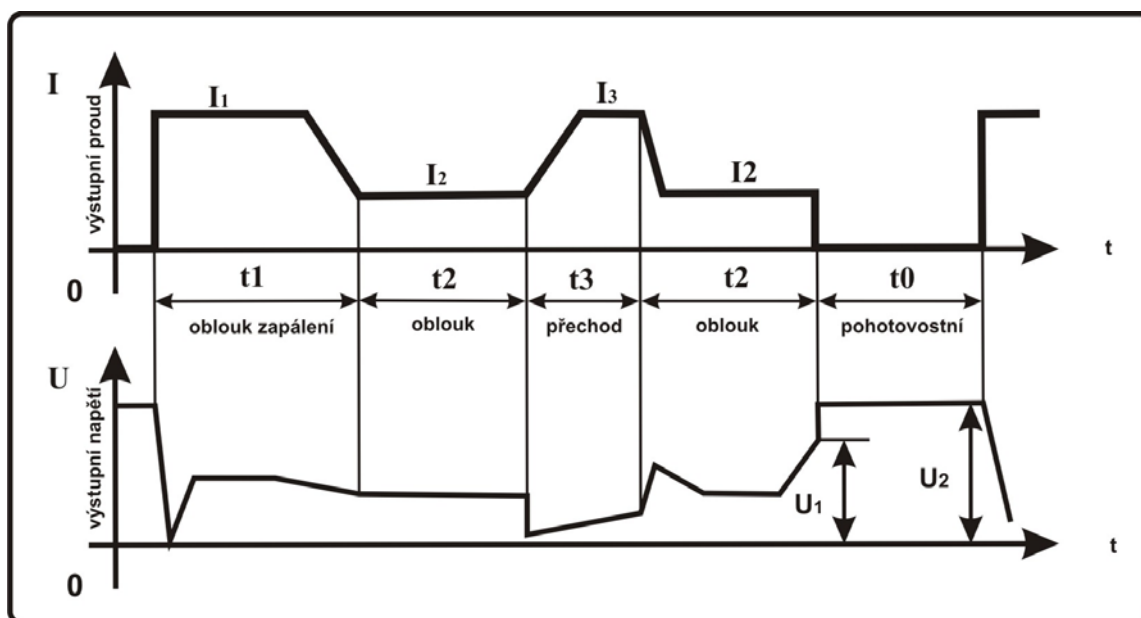 I
výstupní proud
I1
I2
I3
I2
t
0
t1
t2
t3
t2
t0
oblouk zapálení
oblouk
přechod
oblouk
pohotovostní
U
výstupní napětí
U1
U2
t
0